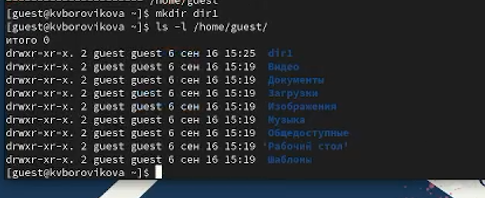 /home/guest
[guest@kvborovikova ~]$ mkdir dir1
[guest@kvborovikova ~]$ ls -l /home/guest/
итого 0
drwxr-xr-x. 2 guest guest 6 сен 16 15:25 dir1
drwxr-xr-x. 2 guest guest 6 сен 16 15:19 Видео
drwxr-xr-x. 2 guest guest 6 сен 16 15:19 Документы
drwxr-xr-x. 2 guest guest 6 сен 16 15:19 Загрузки
drwxr-xr-x. 2 guest guest 6 сен 16 15:19 Изображения
drwxr-xr-x. 2 guest guest 6 сен 16 15:19 Музыка
drwxr-xr-x. 2 guest guest 6 сен 16 15:19 Общедоступные
drwxr-xr-x. 2 guest guest 6 сен 16 15:19 'Рабочий стол'
drwxr-xr-x. 2 guest guest 6 сен 16 15:19 Шаблоны
[guest@kvborovikova ~]$